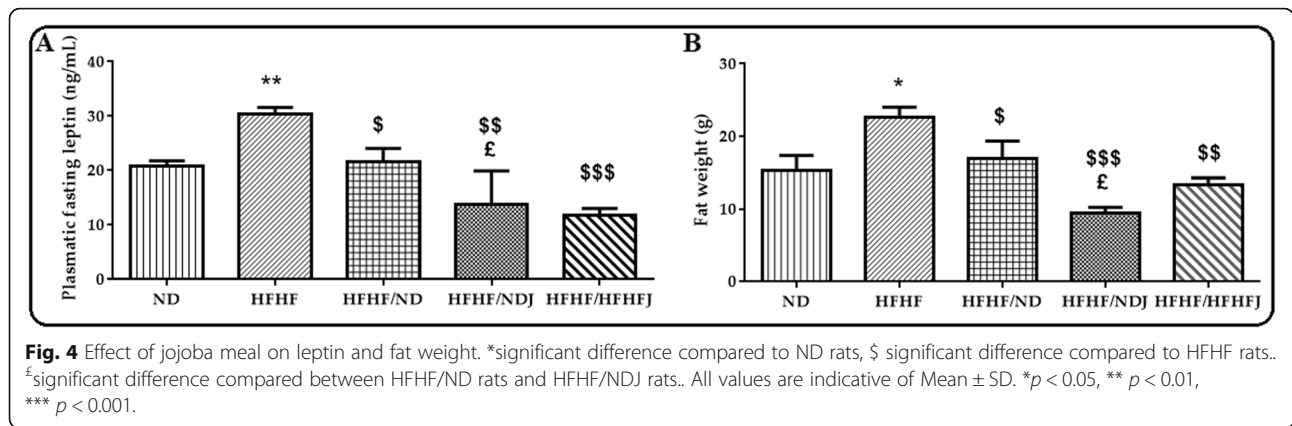 A
Plasmatic fasting leptin (ng/mL)
40
30
20
10
0
**
$
$$
£
$$$
ND
HFHF
HFHF/ND
HFHF/NDJ
HFHF/HFHFJ
B
Fat weight (g)
30
20
10
0
*
$
$$$
£
$$
ND
HFHF
HFHF/ND
HFHF/NDJ
HFHF/HFHFJ
Fig. 4 Effect of jojoba meal on leptin and fat weight. *significant difference compared to ND rats, $ significant difference compared to HFHF rats..
£significant difference compared between HFHF/ND rats and HFHF/NDJ rats.. All values are indicative of Mean ± SD. *p < 0.05, ** p < 0.01,
*** p < 0.001.